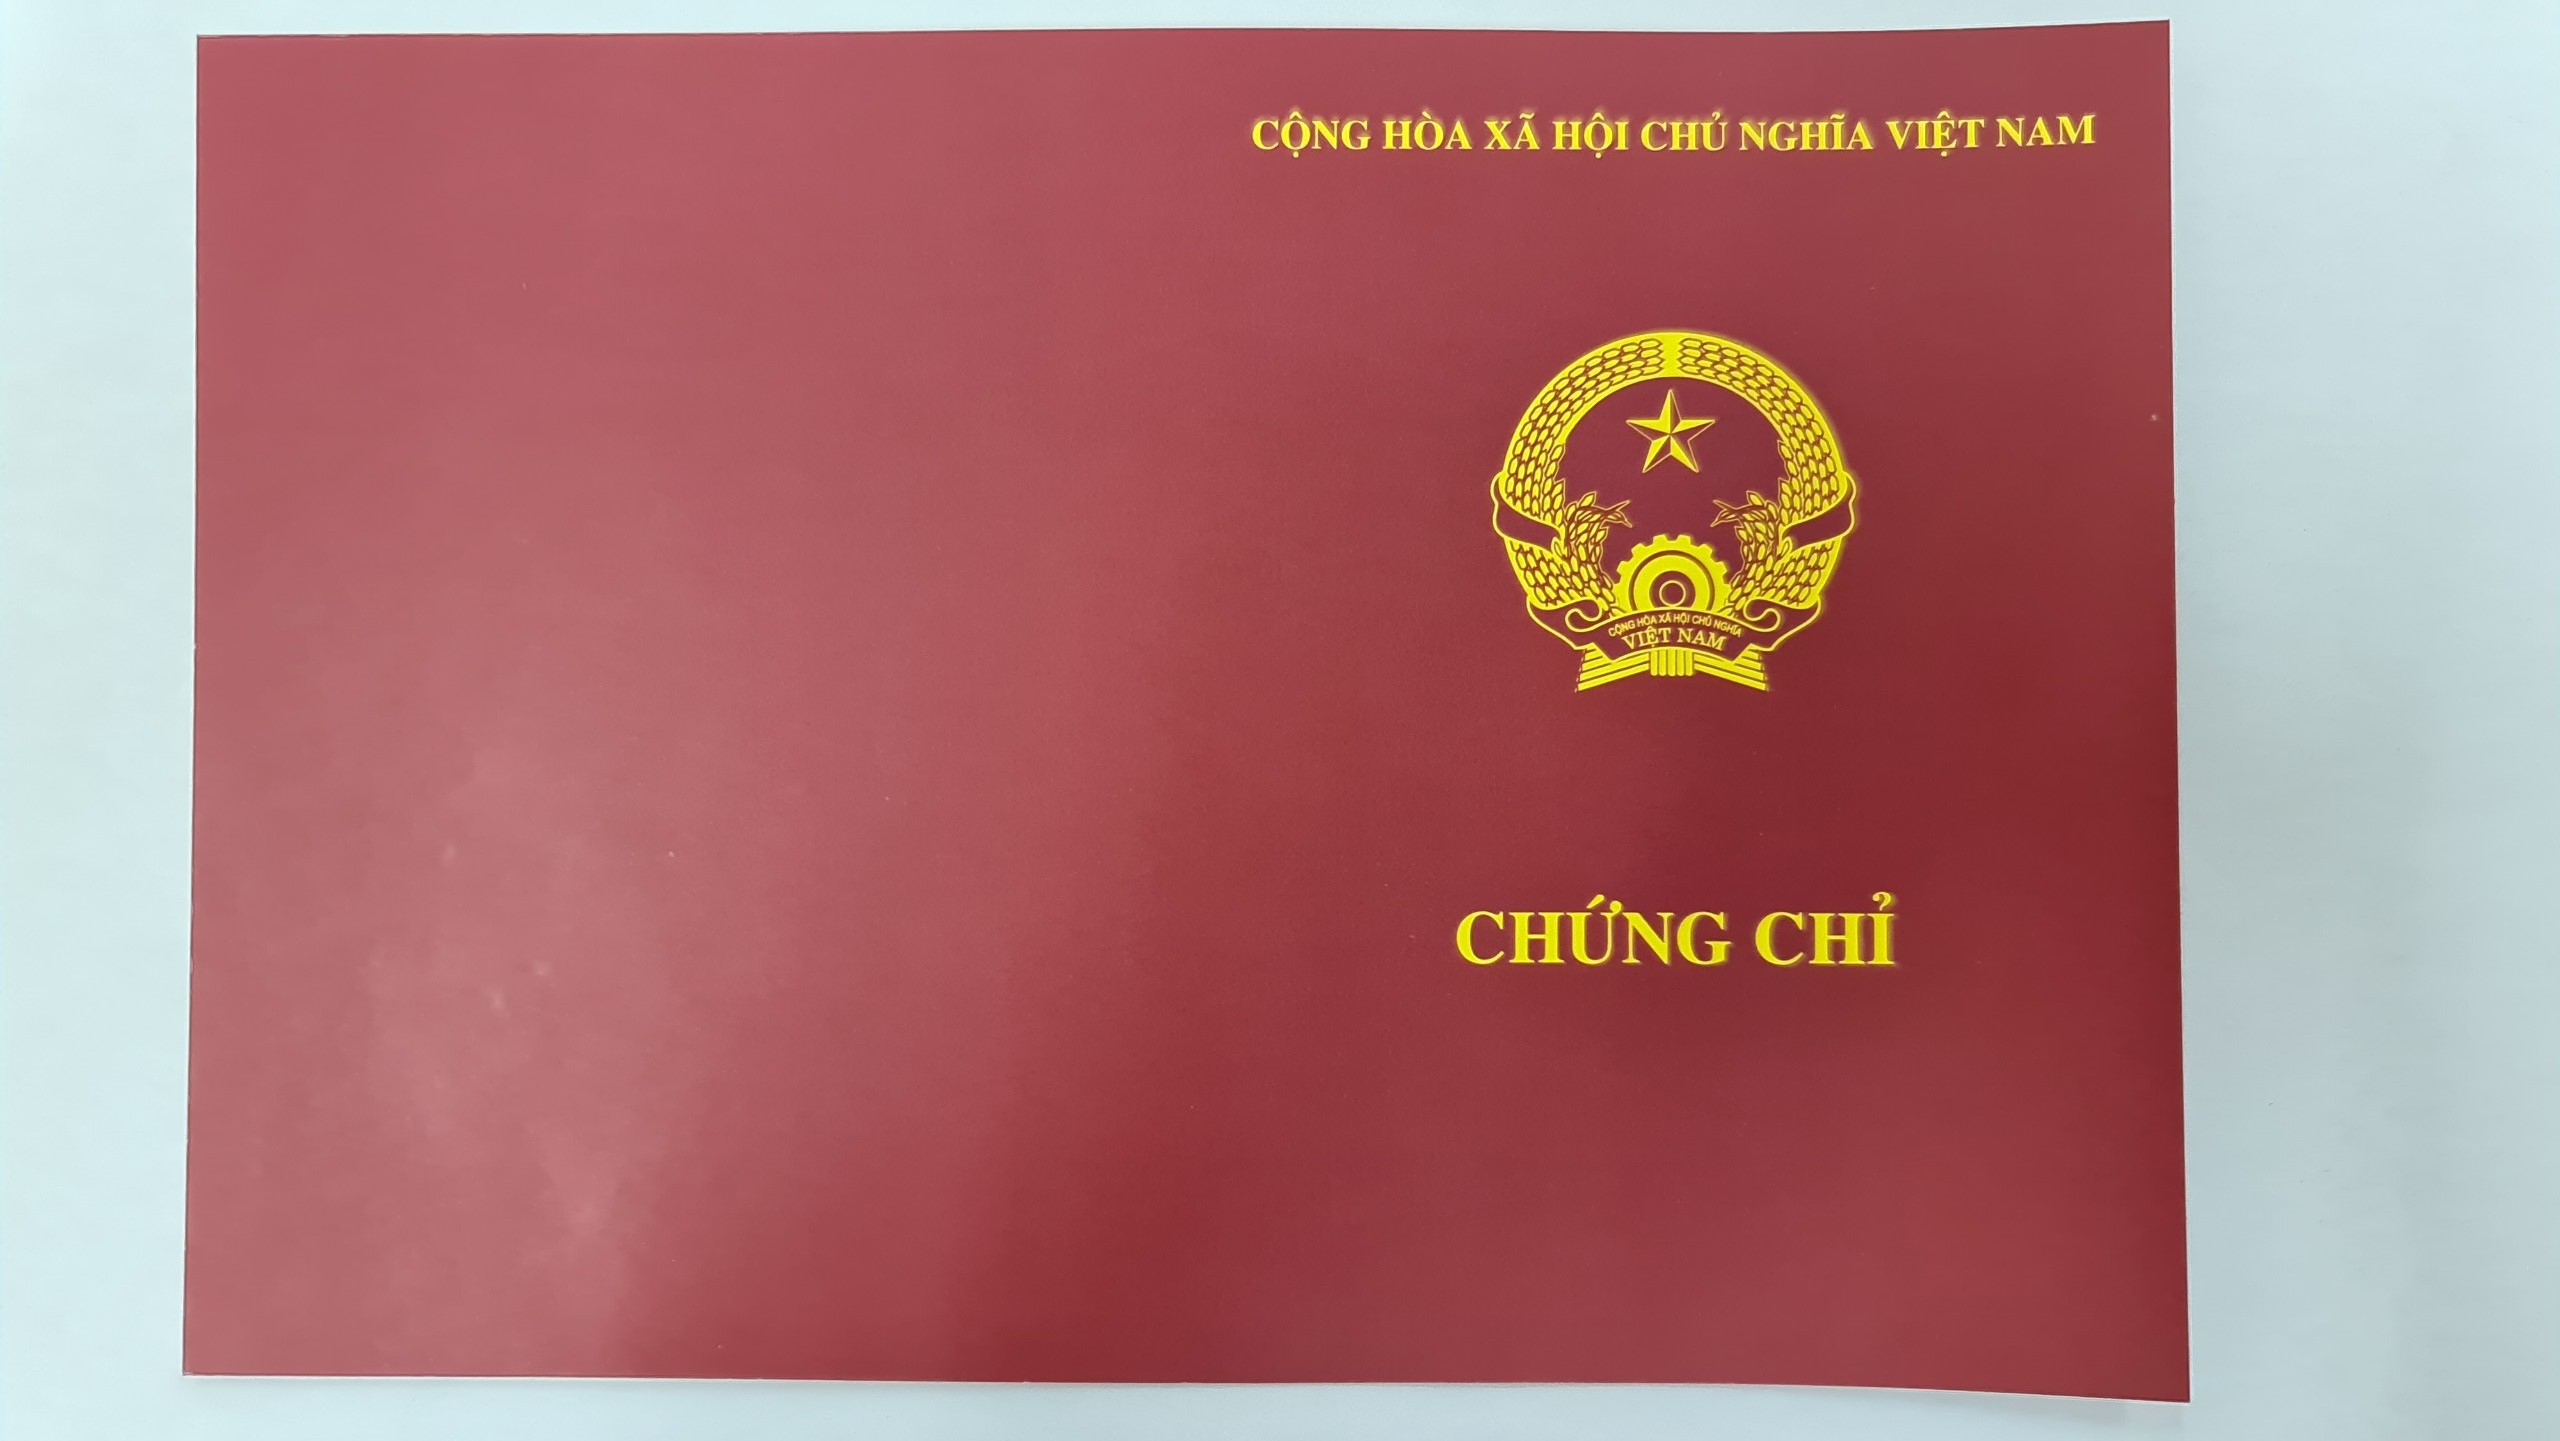 CỘNG HÒA XÃ HỘI CHỦ NGHĨA VIỆT NAM
CỘNG HÒA XÃ HỘI CHỦ NGHĨA
VIỆT NAM
CHỨNG CHỈ